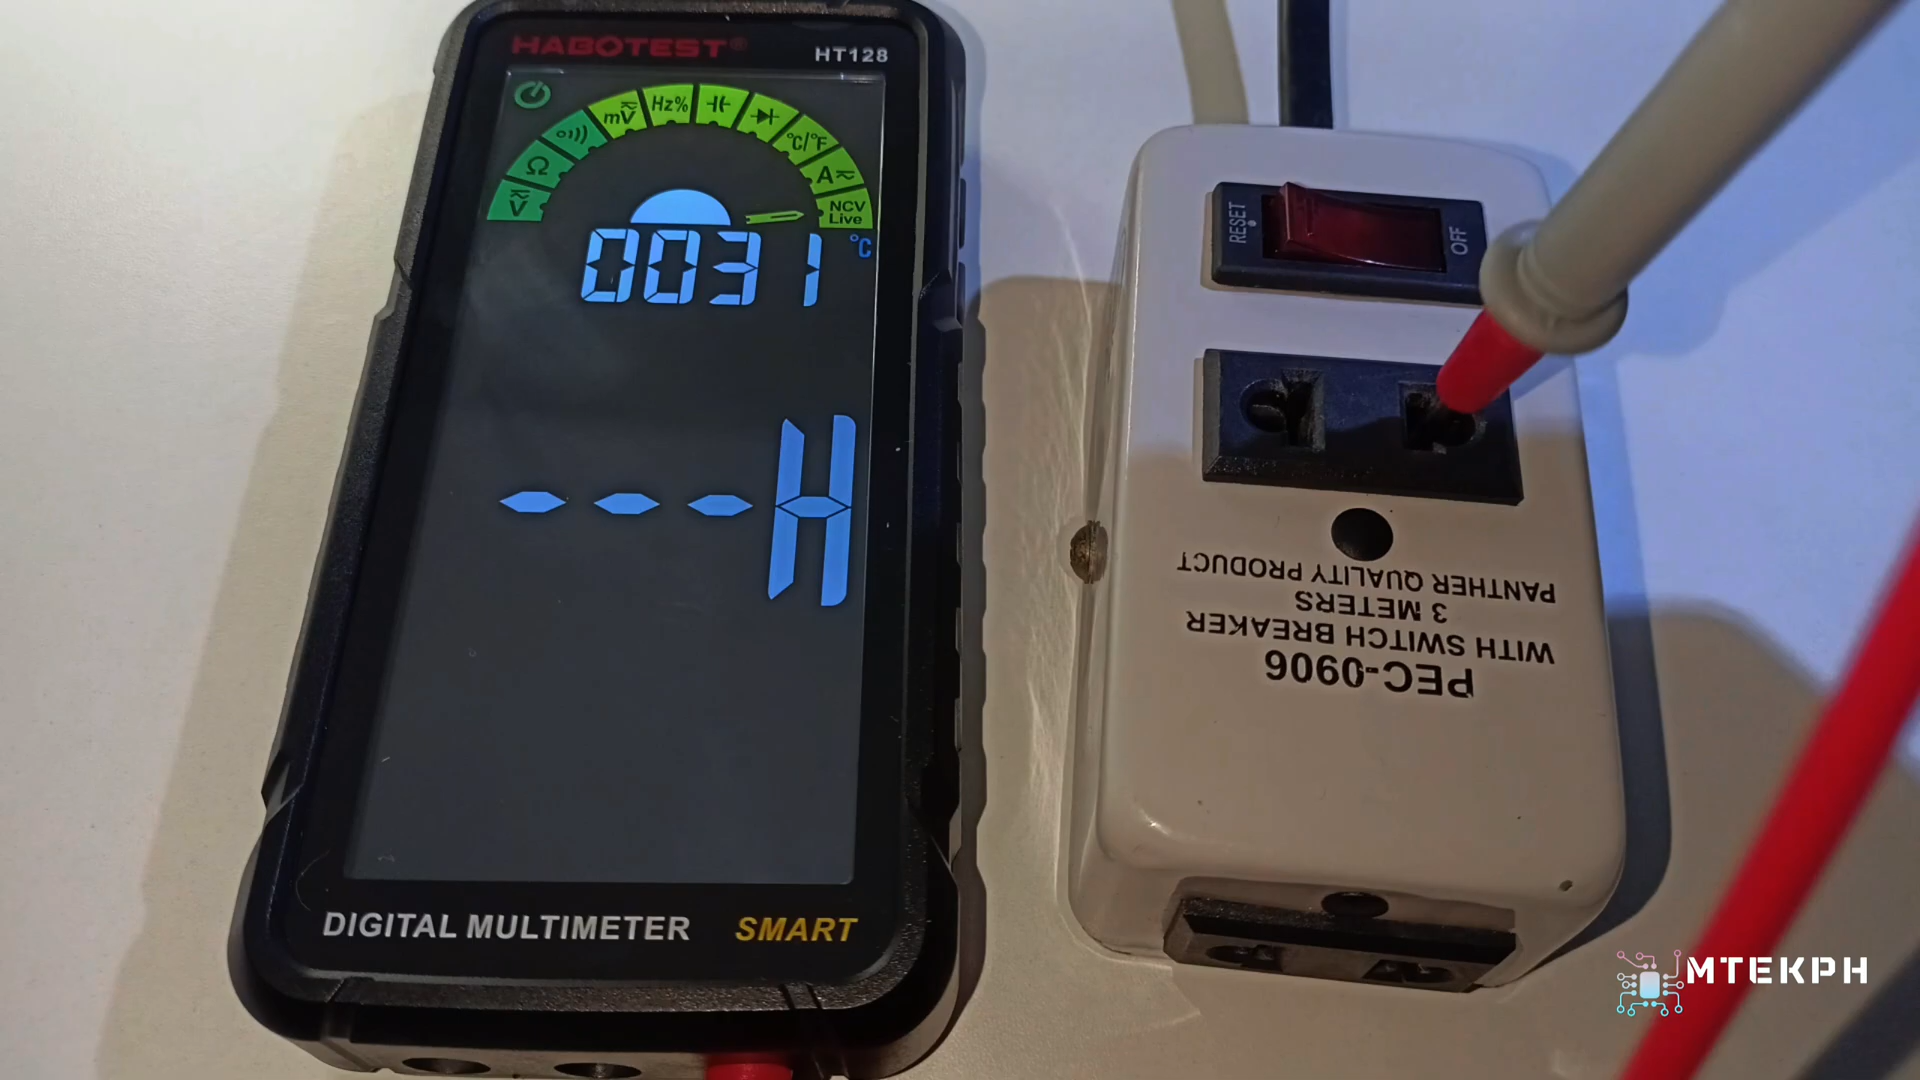 HABOTEST®
HT128
V
Ω
mV
Hz%
°C/°F
A
NCV
Live
0031 °C
---H
DIGITAL MULTIMETER SMART
RESET
OFF
PANTHER QUALITY PRODUCT
3 METERS
WITH SWITCH BREAKER
PEC-0906
MTEKPH